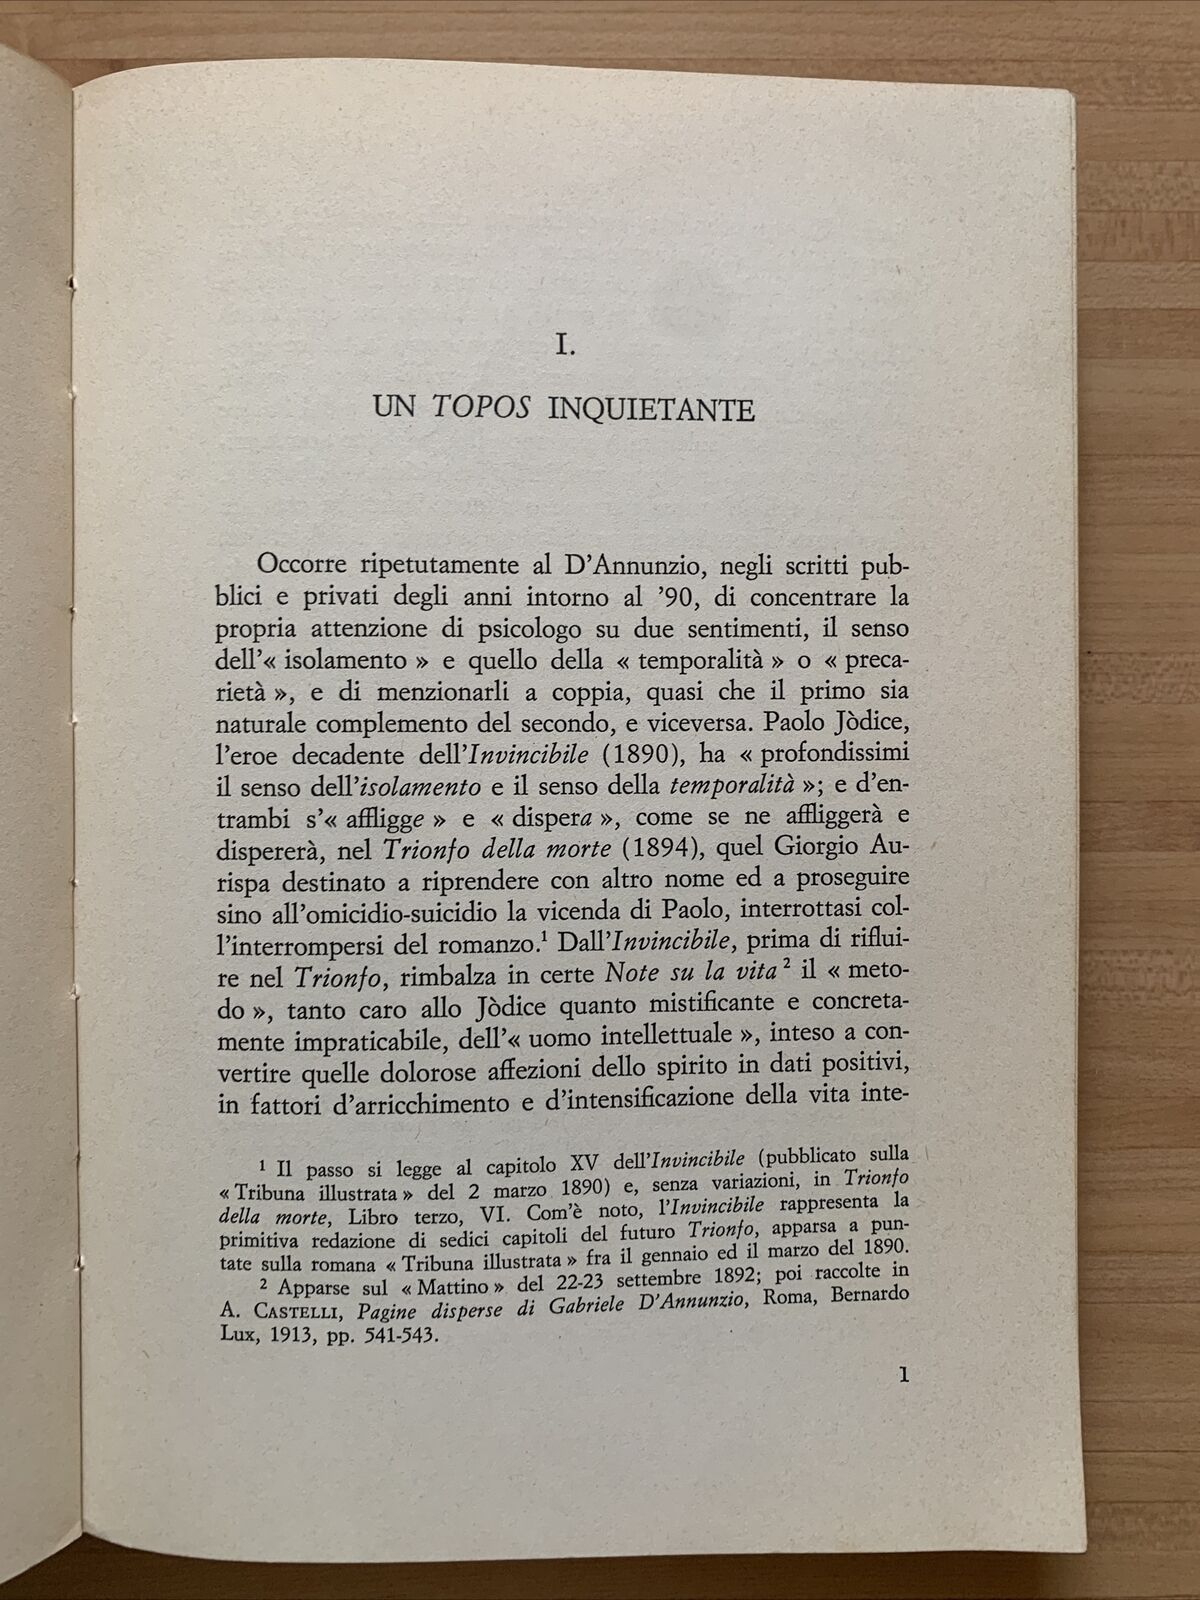 I.
UN TOPOS INQUIETANTE
Occorre ripetutamente al D'Annunzio, negli scritti pub-
blici e privati degli anni intorno al '90, di concentrare la
propria attenzione di psicologo su due sentimenti, il senso
dell'« isolamento » e quello della « temporalità » o « preca-
rietà », e di menzionarli a coppia, quasi che il primo sia
naturale complemento del secondo, e viceversa. Paolo Jòdice,
l'eroe decadente dell'Invincibile (1890), ha « profondissimi
il senso dell'isolamento e il senso della temporalità »; e d'en-
trambi s'« affligge » e « dispera », come se ne affliggerà e
dispererà, nel Trionfo della morte (1894), quel Giorgio Au-
rispa destinato a riprendere con altro nome ed a proseguire
sino all'omicidio-suicidio la vicenda di Paolo, interrottasi col-
l'interrompersi del romanzo.¹ Dall'Invincibile, prima di riflui-
re nel Trionfo, rimbalza in certe Note su la vita² il « meto-
do », tanto caro allo Jòdice quanto mistificante e concreta-
mente impraticabile, dell'« uomo intellettuale », inteso a con-
vertire quelle dolorose affezioni dello spirito in dati positivi,
in fattori d'arricchimento e d'intensificazione della vita inte-
¹ Il passo si legge al capitolo XV dell'Invincibile (pubblicato sulla
« Tribuna illustrata » del 2 marzo 1890) e, senza variazioni, in Trionfo
della morte, Libro terzo, VI. Com'è noto, l'Invincibile rappresenta la
primitiva redazione di sedici capitoli del futuro Trionfo, apparsa a pun-
tate sulla romana « Tribuna illustrata » fra il gennaio ed il marzo del 1890.
² Apparse sul « Mattino » del 22-23 settembre 1892; poi raccolte in
A. CASTELLI, Pagine disperse di Gabriele D'Annunzio, Roma, Bernardo
Lux, 1913, pp. 541-543.
1